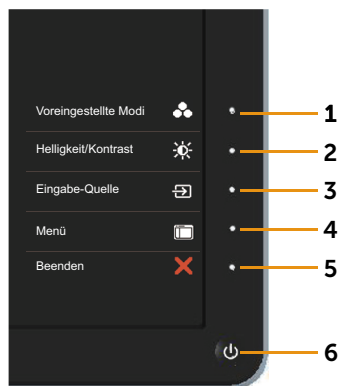 Voreingestellte Modi 1
Helligkeit/Kontrast 2
Eingabe-Quelle 3
Menü 4
Beenden 5
6